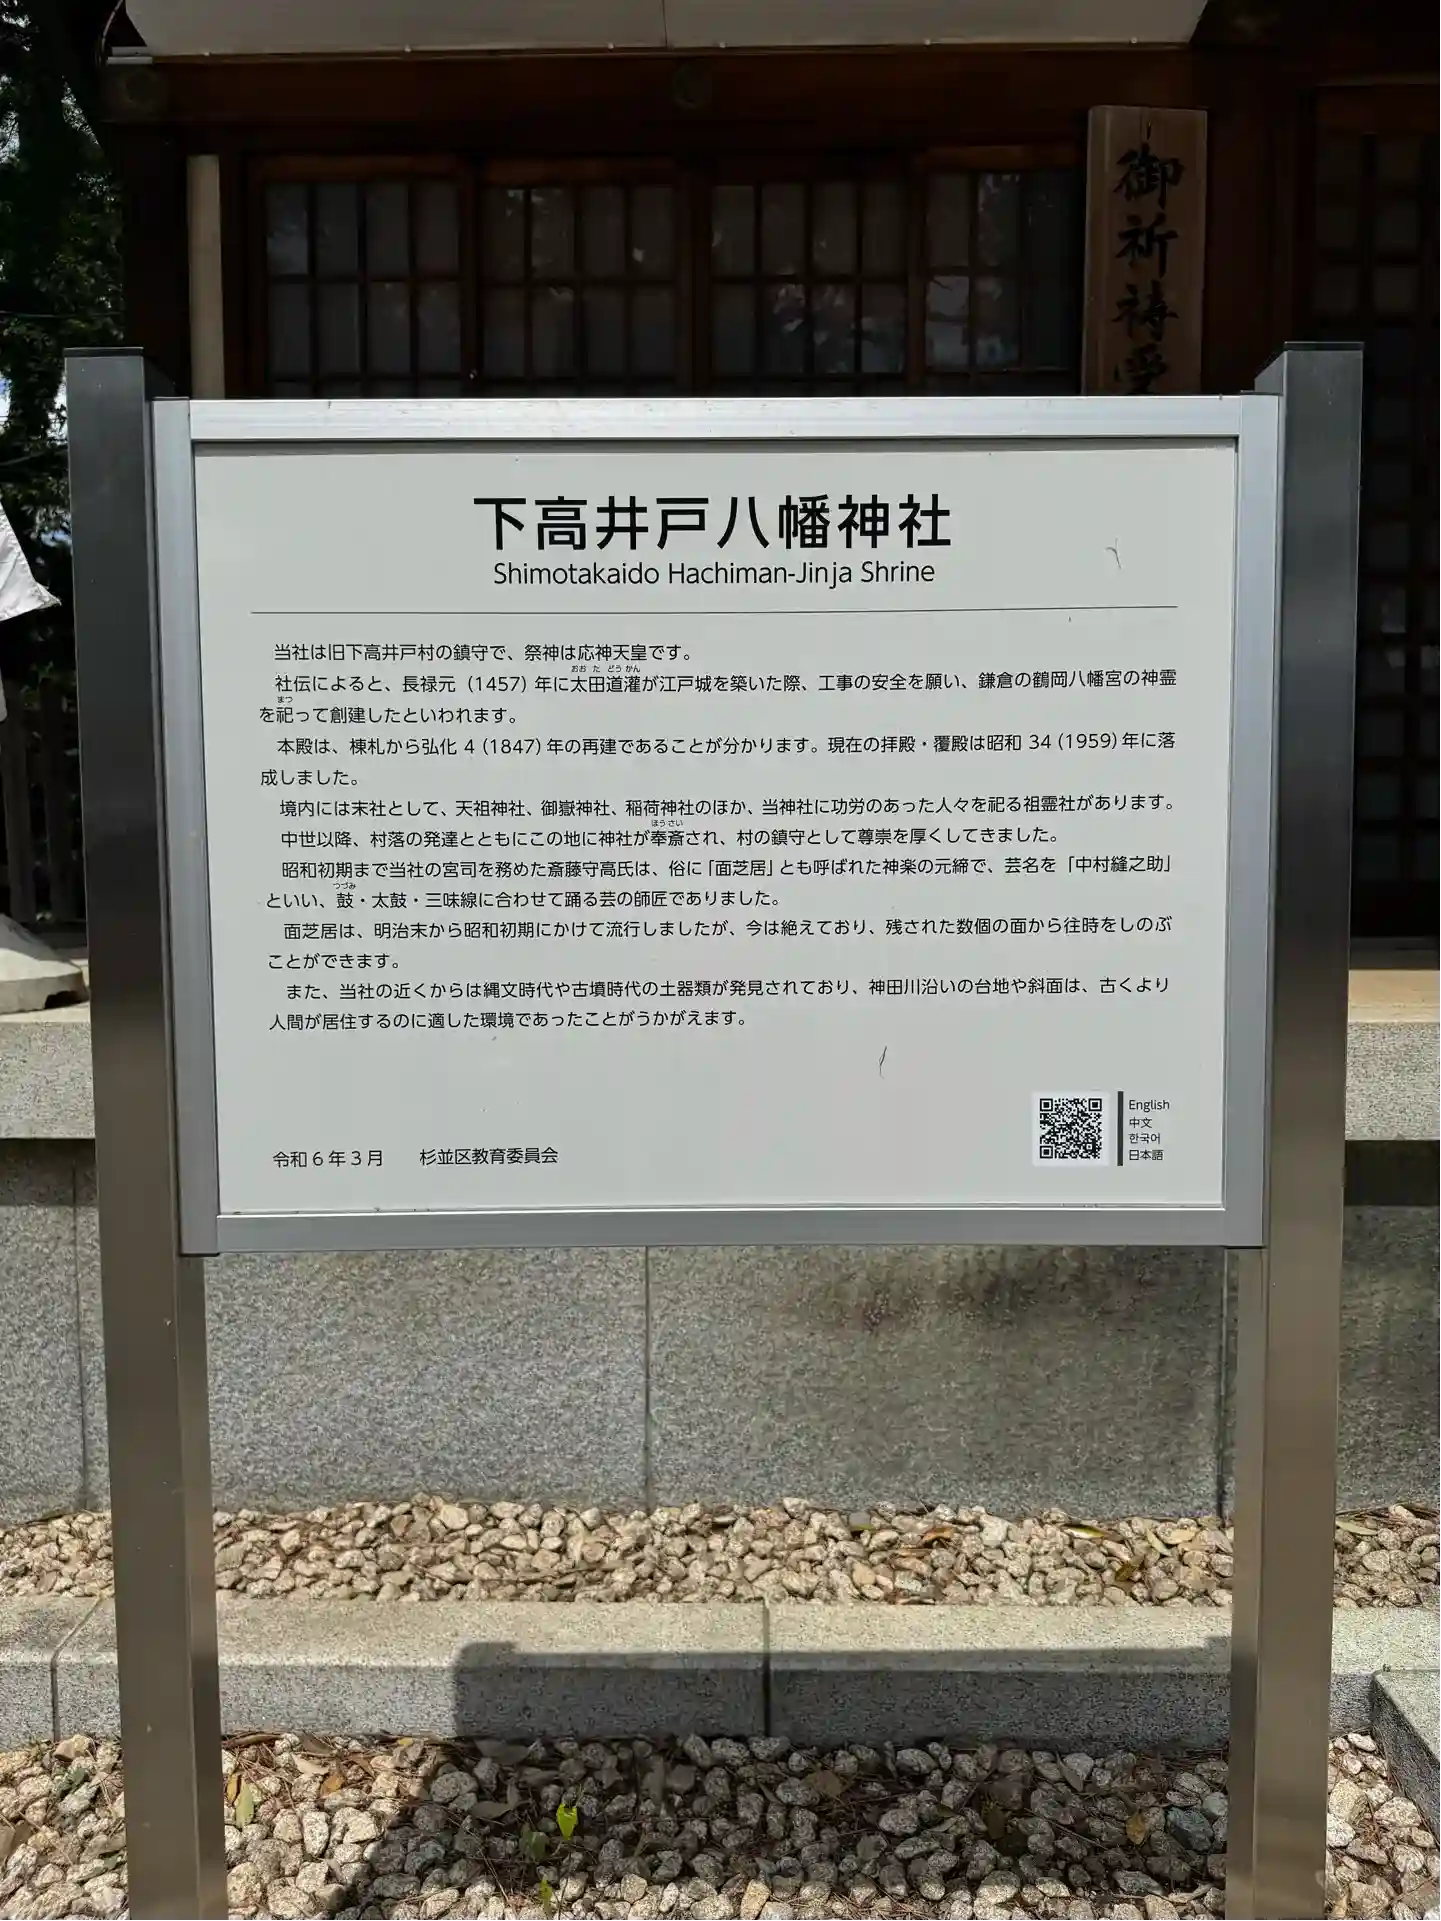 御祈祷受
下高井戸八幡神社
Shimotakaido Hachiman-Jinja Shrine
当社は旧下高井戸村の鎮守で、祭神は応神天皇です。
おお た どう かん
社伝によると、長禄元（1457）年に太田道灌が江戸城を築いた際、工事の安全を願い、鎌倉の鶴岡八幡宮の神霊
まつ
を祀って創建したといわれます。
本殿は、棟札から弘化 4（1847）年の再建であることが分かります。現在の拝殿・覆殿は昭和 34（1959）年に落
成しました。
境内には末社として、天祖神社、御嶽神社、稲荷神社のほか、当神社に功労のあった人々を祀る祖霊社があります。
ほうさい
中世以降、村落の発達とともにこの地に神社が奉斎され、村の鎮守として尊崇を厚くしてきました。
昭和初期まで当社の宮司を務めた斎藤守高氏は、俗に「面芝居」とも呼ばれた神楽の元締で、芸名を「中村縫之助」
つづみ
といい、鼓・太鼓・三味線に合わせて踊る芸の師匠でありました。
面芝居は、明治末から昭和初期にかけて流行しましたが、今は絶えており、残された数個の面から往時をしのぶ
ことができます。
また、当社の近くからは縄文時代や古墳時代の土器類が発見されており、神田川沿いの台地や斜面は、古くより
人間が居住するのに適した環境であったことがうかがえます。
令和６年３月　杉並区教育委員会
English
中文
한국어
日本語